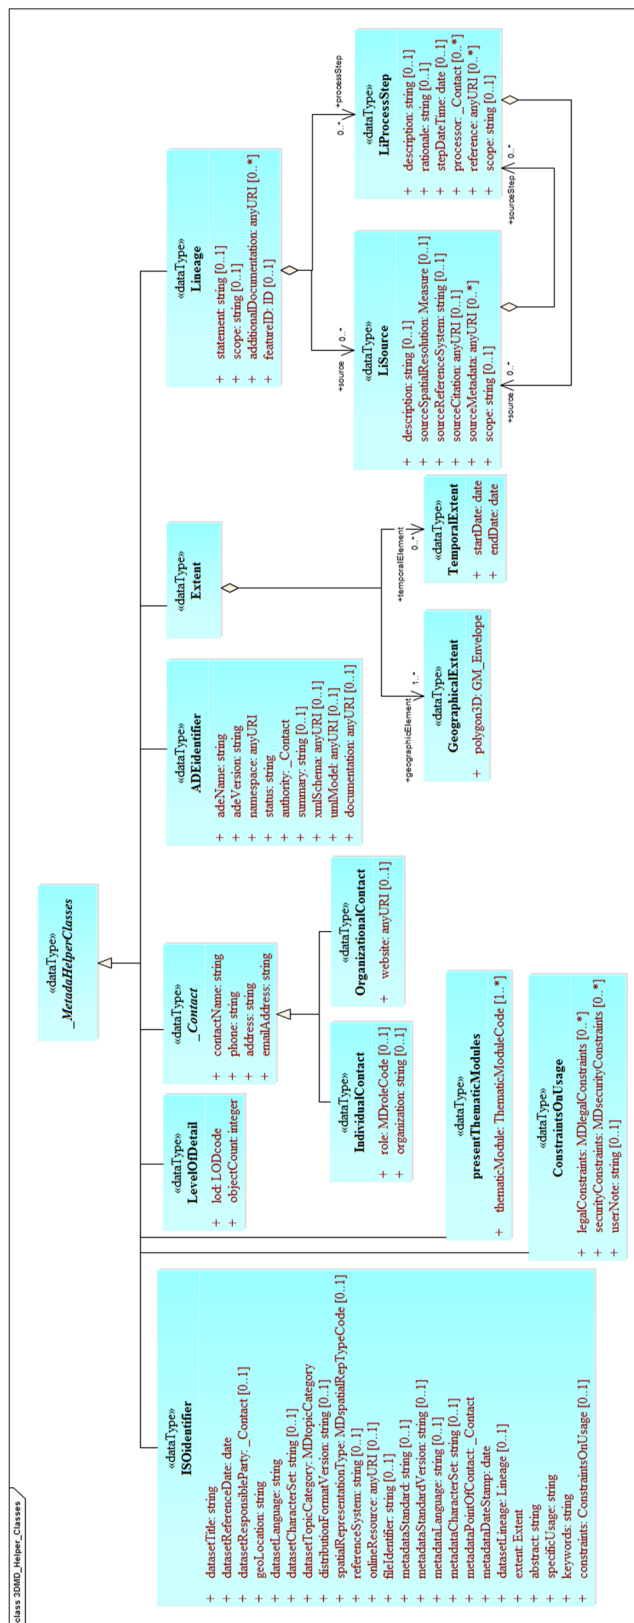 class 3DMD_Helper_Classes
«dataType»
_MetadaHelperClasses
«dataType»
ISOidentifier
+ datasetTitle: string
+ datasetReferenceDate: date
+ datasetResponsibleParty: _Contact [0..1]
+ geoLocation: string
+ datasetLanguage: string
+ datasetCharacterSet: string [0..1]
+ datasetTopicCategory: MDtopicCategory
+ distributionFormatVersion: string [0..1]
+ spatialRepresentationType: MDspatialRepTypeCode [0..1]
+ referenceSystem: string [0..1]
+ onlineResource: anyURI [0..1]
+ fileIdentifier: string [0..1]
+ metadataStandard: string [0..1]
+ metadataStandardVersion: string [0..1]
+ metadataLanguage: string [0..1]
+ metadataCharacterSet: string [0..1]
+ metadataPointOfContact: _Contact
+ metadataDateStamp: date
+ datasetLineage: Lineage [0..1]
+ extent: Extent
+ abstract: string
+ specificUsage: string
+ keywords: string
+ constraints: ConstraintsOnUsage [0..1]
«dataType»
LevelOfDetail
+ lod: LODcode
+ objectCount: integer
«dataType»
_Contact
+ contactName: string
+ phone: string
+ address: string
+ emailAddress: string
«dataType»
IndividualContact
+ role: MDroleCode [0..1]
+ organization: string [0..1]
«dataType»
OrganizationalContact
+ website: anyURI [0..1]
«dataType»
presentThematicModules
+ thematicModule: ThematicModuleCode [1..*]
«dataType»
ConstraintsOnUsage
+ legalConstraints: MDlegalConstraints [0..*]
+ securityConstraints: MDsecurityConstraints [0..*]
+ userNote: string [0..1]
«dataType»
ADEidentifier
+ adeName: string
+ adeVersion: string
+ namespace: anyURI
+ status: string
+ authority: _Contact
+ summary: string [0..1]
+ xmlSchema: anyURI [0..1]
+ umlModel: anyURI [0..1]
+ documentation: anyURI [0..1]
«dataType»
Extent
+geographicElement 1..*
+temporalElement
0..*
«dataType»
GeographicalExtent
+ polygon3D: GM_Envelope
«dataType»
TemporalExtent
+ startDate: date
+ endDate: date
«dataType»
Lineage
+ statement: string [0..1]
+ scope: string [0..1]
+ additionalDocumentation: anyURI [0..*]
+ featureID: ID [0..1]
+source 0..*
0..* +processStep
«dataType»
LiSource
+ description: string [0..1]
+ sourceSpatialResolution: Measure [0..1]
+ sourceReferenceSystem: string [0..1]
+ sourceCitation: anyURI [0..1]
+ sourceMetadata: anyURI [0..*]
+ scope: string [0..1]
«dataType»
LiProcessStep
+ description: string [0..1]
+ rationale: string [0..1]
+ stepDateTime: date [0..1]
+ processor: _Contact [0..*]
+ reference: anyURI [0..*]
+ scope: string [0..1]
+source 0..*
+sourceStep 0..*